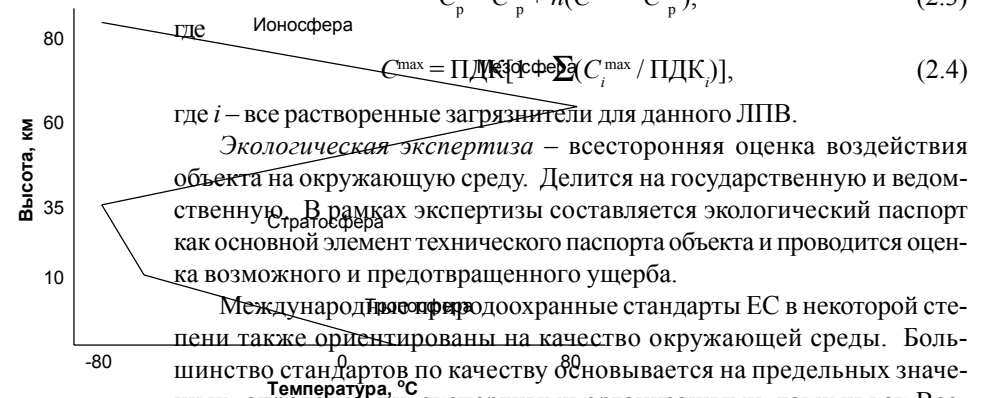 где
C^max = ПДК[1 – Σ(C_i^max / ПДК_i)], (2.4)
где i – все растворенные загрязнители для данного ЛПВ.
Экологическая экспертиза – всесторонняя оценка воздействия
объекта на окружающую среду. Делится на государственную и ведом-
ственную. В рамках экспертизы составляется экологический паспорт
как основной элемент технического паспорта объекта и проводится оцен-
ка возможного и предотвращенного ущерба.
Международные природоохранные стандарты ЕС в некоторой сте-
пени также ориентированы на качество окружающей среды. Боль-
шинство стандартов по качеству основывается на предельных значе-
Высота, км
80
60
35
10
Ионосфера
Мезосфера
Стратосфера
Тропосфера
-80
0
80
Температура, °С